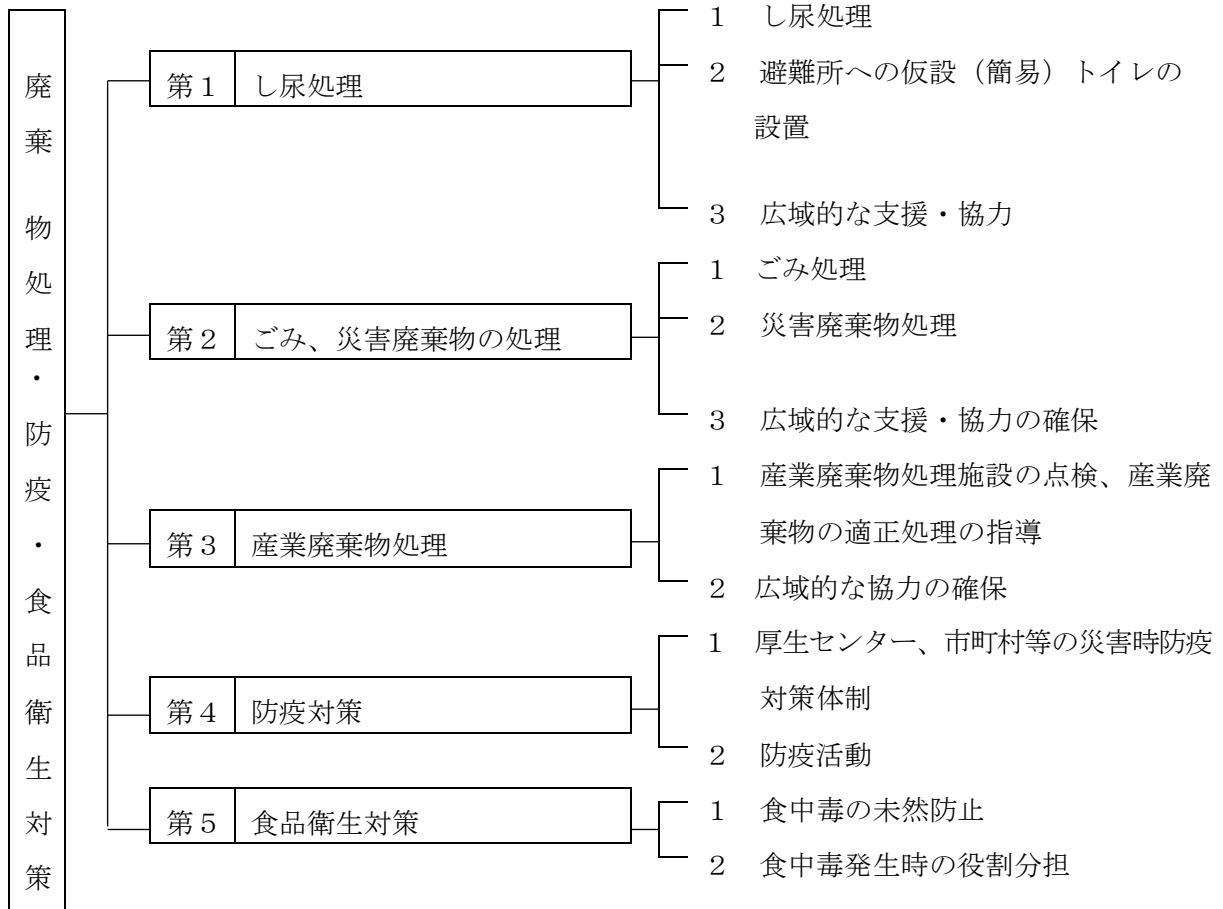 廃棄物処理・防疫・食品衛生対策
第１ し尿処理
１ し尿処理
２ 避難所への仮設（簡易）トイレの
設置
３ 広域的な支援・協力
第２ ごみ、災害廃棄物の処理
１ ごみ処理
２ 災害廃棄物処理
３ 広域的な支援・協力の確保
第３ 産業廃棄物処理
１ 産業廃棄物処理施設の点検、産業廃
棄物の適正処理の指導
２ 広域的な協力の確保
第４ 防疫対策
１ 厚生センター、市町村等の災害時防疫
対策体制
２ 防疫活動
第５ 食品衛生対策
１ 食中毒の未然防止
２ 食中毒発生時の役割分担